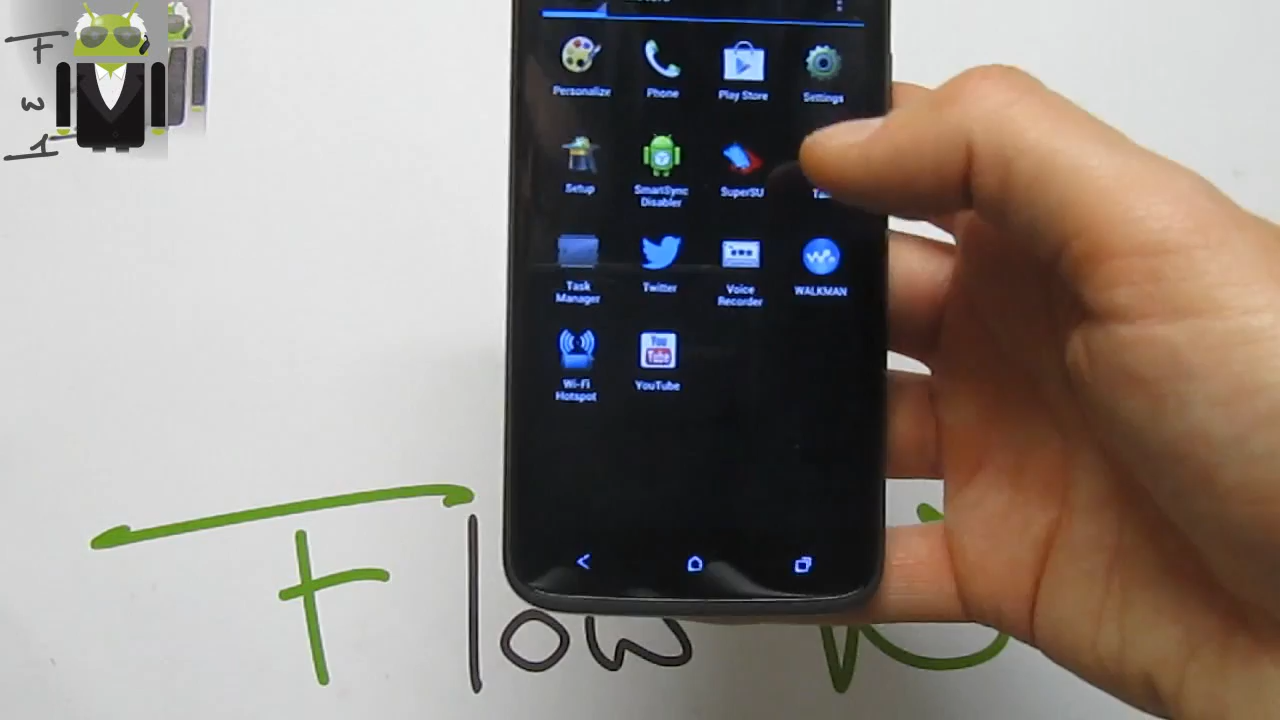 F
w
1
Personalize Phone Play Store Settings
Setup SmartSync Disabler SuperSU
Task Manager Twitter Voice Recorder WALKMAN
Wi-Fi Hotspot You Tube YouTube
Flow